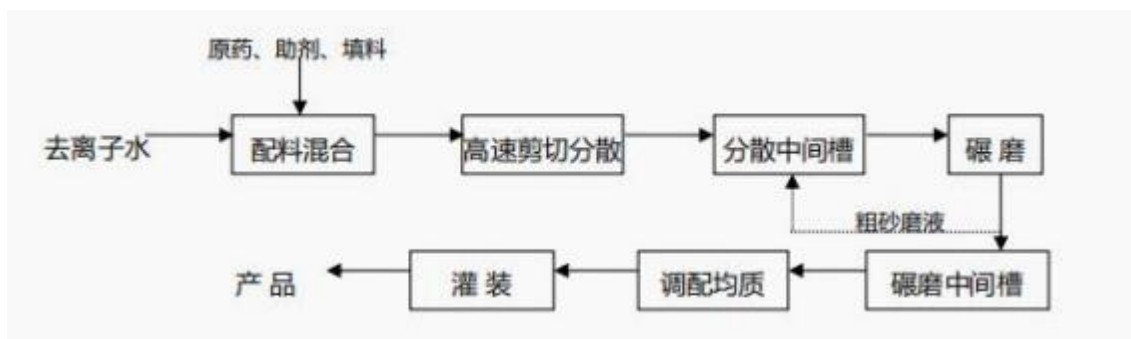 原药、助剂、填料
去离子水 配料混合 高速剪切分散 分散中间槽 碾 磨
粗砂磨液
产 品 灌 装 调配均质 碾磨中间槽